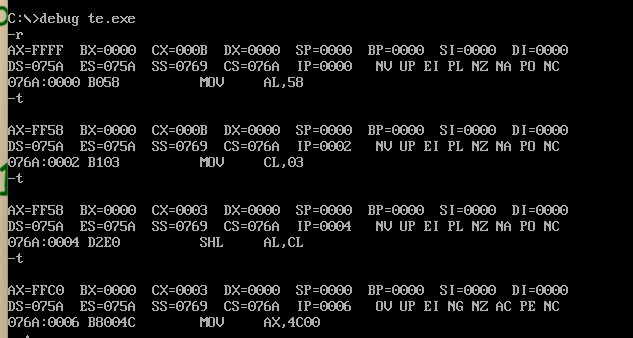 C:\>debug te.exe
-r
AX=FFFF BX=0000 CX=000B DX=0000 SP=0000 BP=0000 SI=0000 DI=0000
DS=075A ES=075A SS=0769 CS=076A IP=0000 NV UP EI PL NZ NA PO NC
076A:0000 B058 MOV AL,58
-t
AX=FF58 BX=0000 CX=000B DX=0000 SP=0000 BP=0000 SI=0000 DI=0000
DS=075A ES=075A SS=0769 CS=076A IP=0002 NV UP EI PL NZ NA PO NC
076A:0002 B103 MOV CL,03
-t
AX=FF58 BX=0000 CX=0003 DX=0000 SP=0000 BP=0000 SI=0000 DI=0000
DS=075A ES=075A SS=0769 CS=076A IP=0004 NV UP EI PL NZ NA PO NC
076A:0004 D2E0 SHL AL,CL
-t
AX=FFC0 BX=0000 CX=0003 DX=0000 SP=0000 BP=0000 SI=0000 DI=0000
DS=075A ES=075A SS=0769 CS=076A IP=0006 OV UP EI NG NZ AC PE NC
076A:0006 B8004C MOV AX,4C00